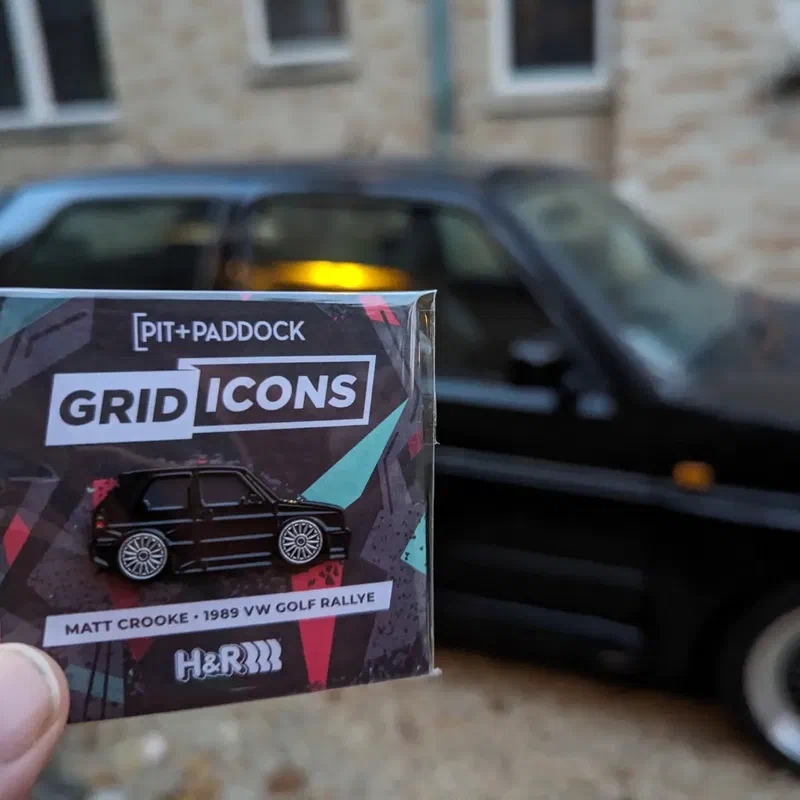 [PIT+PADDOCK
GRID ICONS
MATT CROOKE • 1989 VW GOLF RALLYE
H&R